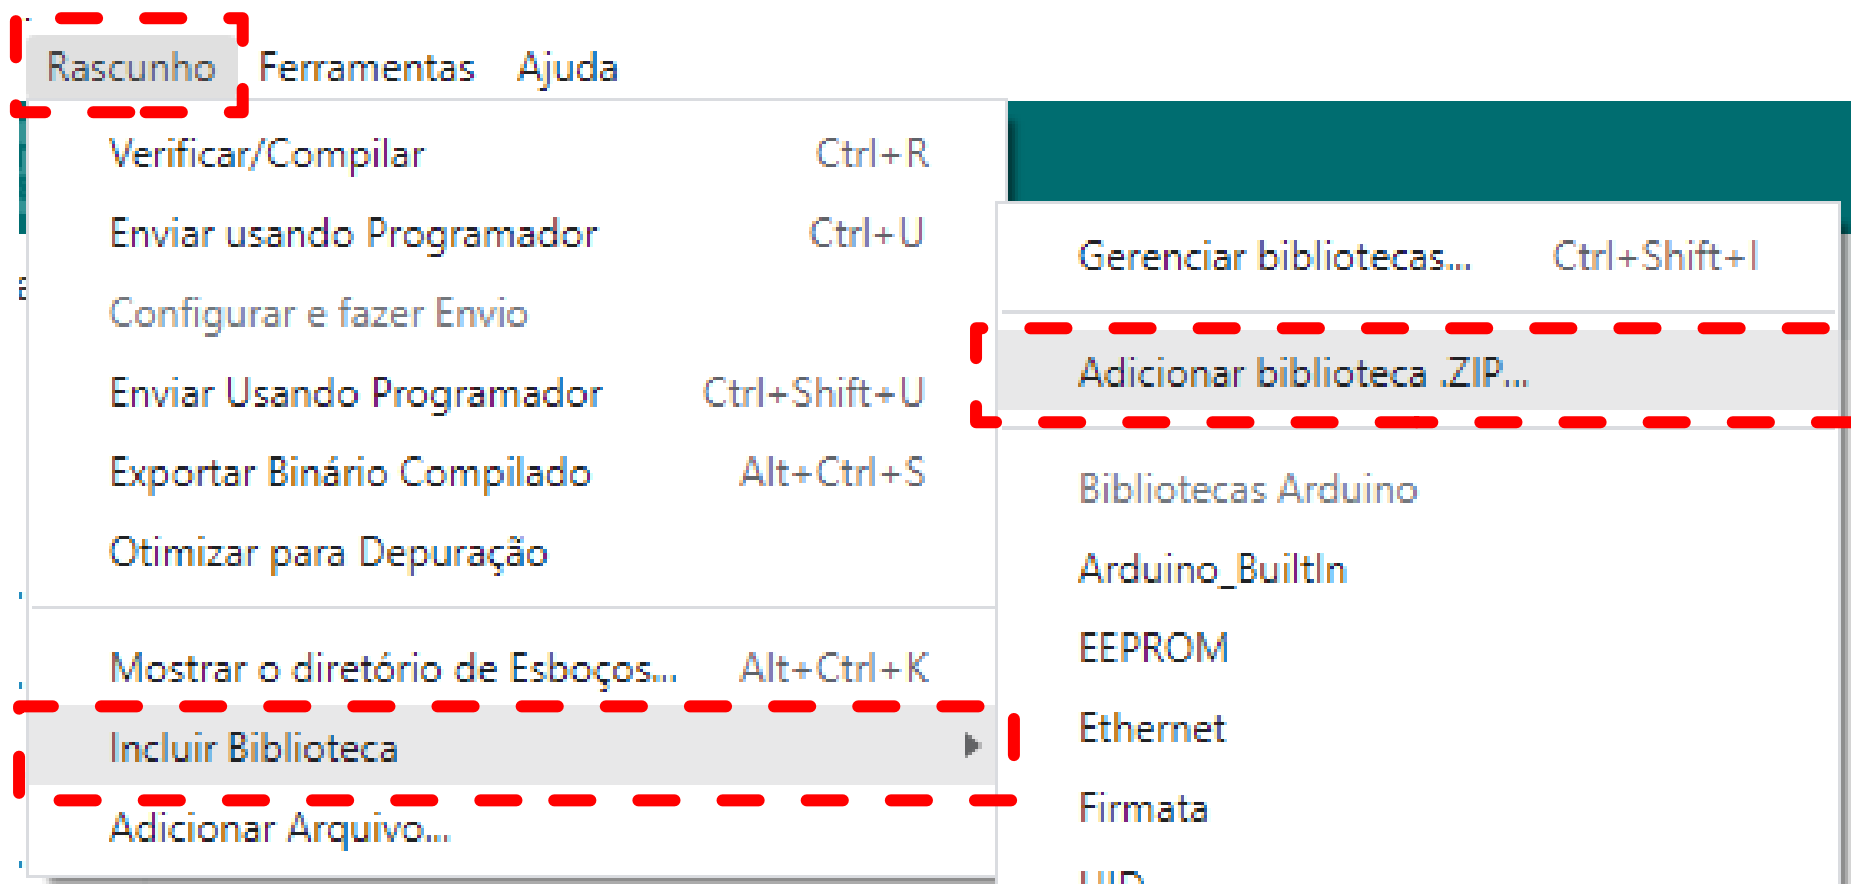 Rascunho Ferramentas Ajuda
Verificar/Compilar Ctrl+R
Enviar usando Programador Ctrl+U
Configurar e fazer Envio
Enviar Usando Programador Ctrl+Shift+U
Exportar Binário Compilado Alt+Ctrl+S
Otimizar para Depuração
Mostrar o diretório de Esboços... Alt+Ctrl+K
Incluir Biblioteca
Adicionar Arquivo...
Gerenciar bibliotecas... Ctrl+Shift+I
Adicionar biblioteca .ZIP...
Bibliotecas Arduino
Arduino_BuiltIn
EEPROM
Ethernet
Firmata